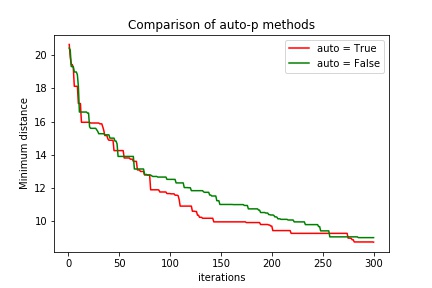 Comparison of auto-p methods
auto = True
auto = False
Minimum distance
20
18
16
14
12
10
0
50
100
150
200
250
300
iterations